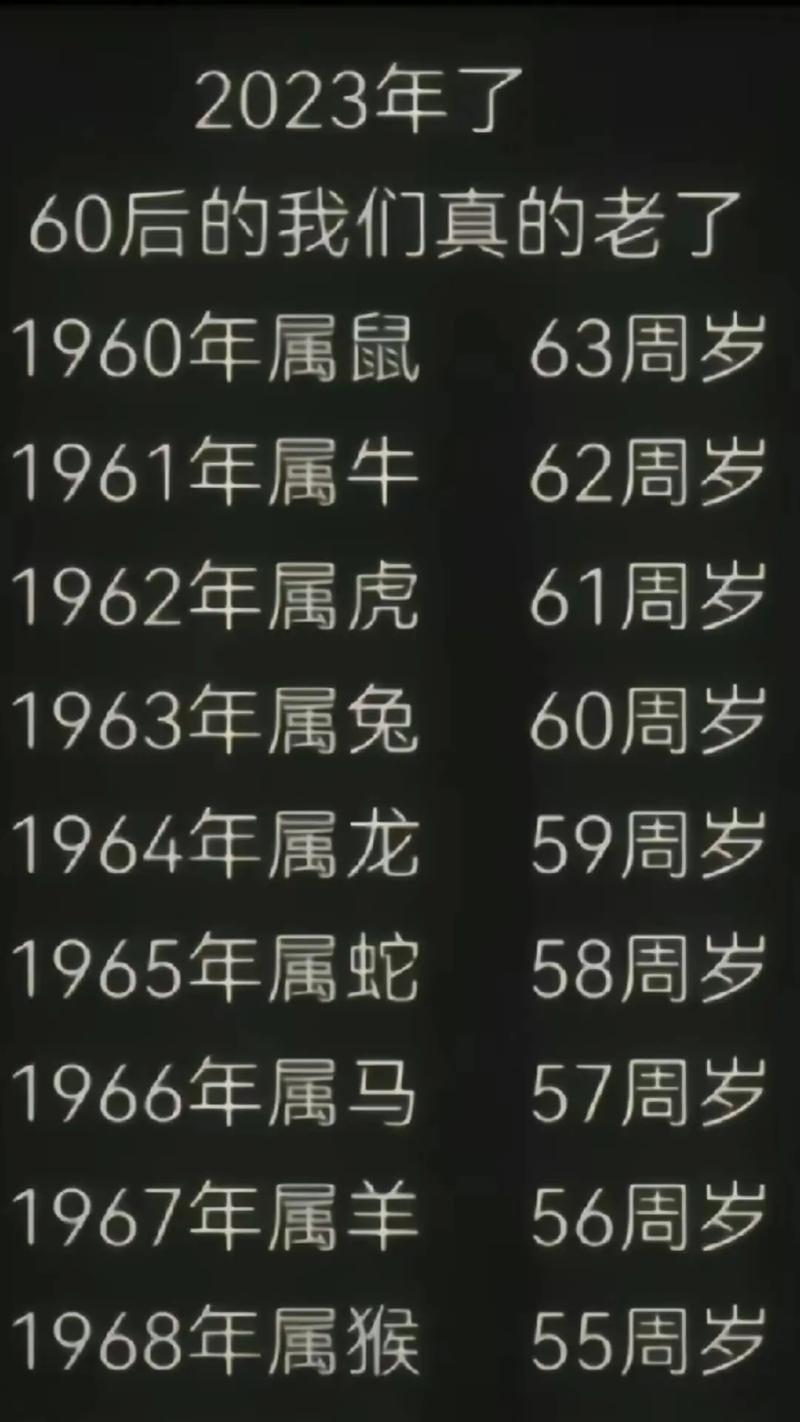 2023年了
60后的我们真的老了
1960年属鼠 63周岁
1961年属牛 62周岁
1962年属虎 61周岁
1963年属兔 60周岁
1964年属龙 59周岁
1965年属蛇 58周岁
1966年属马 57周岁
1967年属羊 56周岁
1968年属猴 55周岁